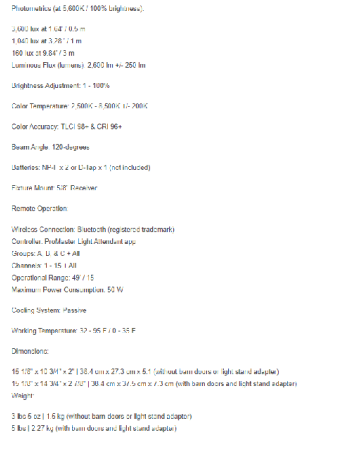 Photometrics (at 5,600K / 100% brightness):
3,600 lux at 1.64' / 0.5 m
1,040 lux at 3.28' / 1 m
160 lux at 9.84' / 3 m
Luminous Flux (lumens): 2,600 lm +/- 250 lm
Brightness Adjustment: 1 - 100%
Color Temperature: 2,500K - 8,500K +/- 200K
Color Accuracy: TLCI 98+ & CRI 96+
Beam Angle: 120-degrees
Batteries: NP-F x 2 or D-Tap x 1 (not included)
Fixture Mount: 5/8" Receiver
Remote Operation
Wireless Connection: Bluetooth (registered trademark)
Controller: ProMaster Light Attendant app
Groups: A, B, & C + All
Channels: 1 - 15 + All
Operational Range: 49' / 15
Maximum Power Consumption: 50 W
Cooling System: Passive
Working Temperature: 32 - 95 F / 0 - 35 F
Dimensions:
15 1/8" x 10 3/4" x 2" | 38.4 cm x 27.3 cm x 5.1 (without barn doors or light stand adapter)
15 1/8" x 14 3/4" x 2 7/8" | 38.4 cm x 37.5 cm x 7.3 cm (with barn doors and light stand adapter)
Weight:
3 lbs 5 oz | 1.5 kg (without barn doors or light stand adapter)
5 lbs | 2.27 kg (with barn doors and light stand adapter)